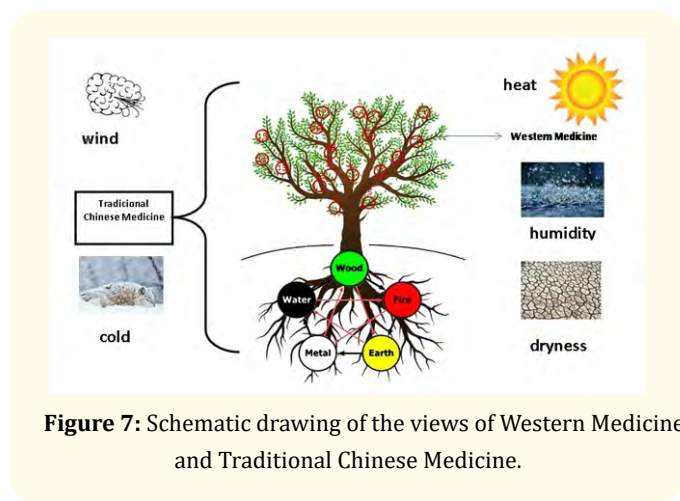 wind
heat
Western Medicine
Tradicional
Chinese Medicine
humidity
cold
dryness
Wood
Water
Fire
Metal
Earth
Figure 7: Schematic drawing of the views of Western Medicine
and Traditional Chinese Medicine.